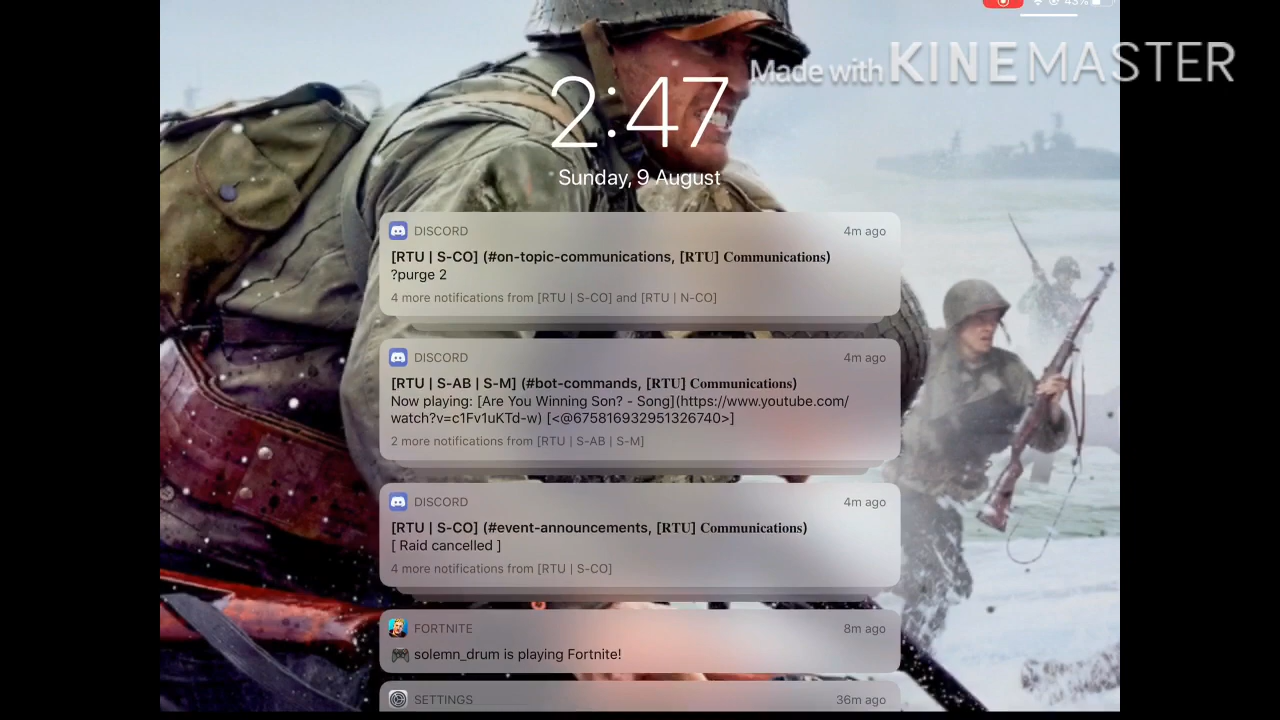 43%
Made with KINEMASTER
2:47
Sunday, 9 August
DISCORD 4m ago
[RTU | S-CO] (#on-topic-communications, [RTU] Communications)
?purge 2
4 more notifications from [RTU | S-CO] and [RTU | N-CO]
DISCORD 4m ago
[RTU | S-AB | S-M] (#bot-commands, [RTU] Communications)
Now playing: [Are You Winning Son? - Song](https://www.youtube.com/
watch?v=c1Fv1uKTd-w) [<@675816932951326740>]
2 more notifications from [RTU | S-AB | S-M]
DISCORD 4m ago
[RTU | S-CO] (#event-announcements, [RTU] Communications)
[ Raid cancelled ]
4 more notifications from [RTU | S-CO]
FORTNITE 8m ago
🎮 solemn_drum is playing Fortnite!
SETTINGS 36m ago